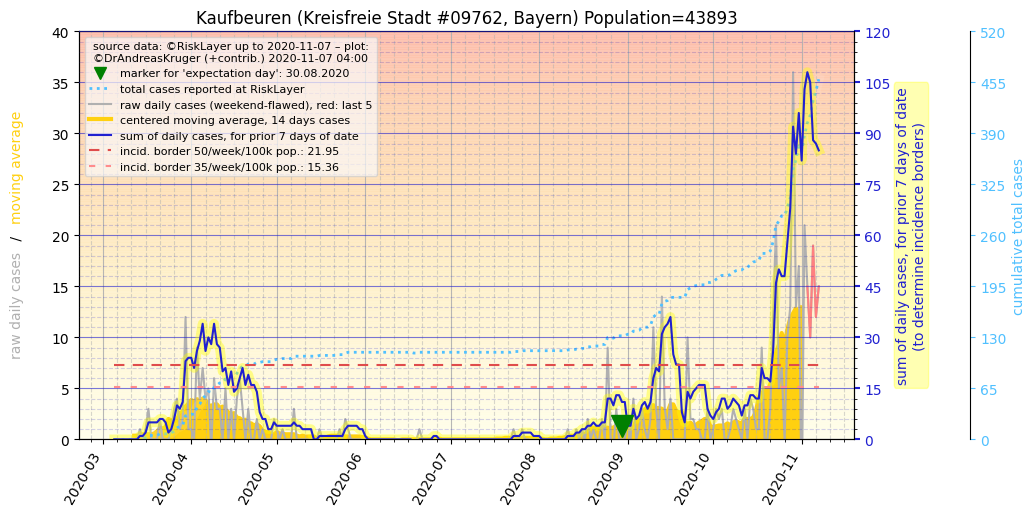 Kaufbeuren (Kreisfreie Stadt #09762, Bayern) Population=43893
source data: ©RiskLayer up to 2020-11-07 – plot:
©DrAndreasKruger (+contrib.) 2020-11-07 04:00
marker for 'expectation day': 30.08.2020
total cases reported at RiskLayer
raw daily cases (weekend-flawed), red: last 5
centered moving average, 14 days cases
sum of daily cases, for prior 7 days of date
incid. border 50/week/100k pop.: 21.95
incid. border 35/week/100k pop.: 15.36
raw daily cases / moving average
40
35
30
25
20
15
10
5
0
2020-03
2020-04
2020-05
2020-06
2020-07
2020-08
2020-09
2020-10
2020-11
120
105
90
75
60
45
30
15
0
sum of daily cases, for prior 7 days of date
(to determine incidence borders)
520
455
390
325
260
195
130
65
0
cumulative total cases